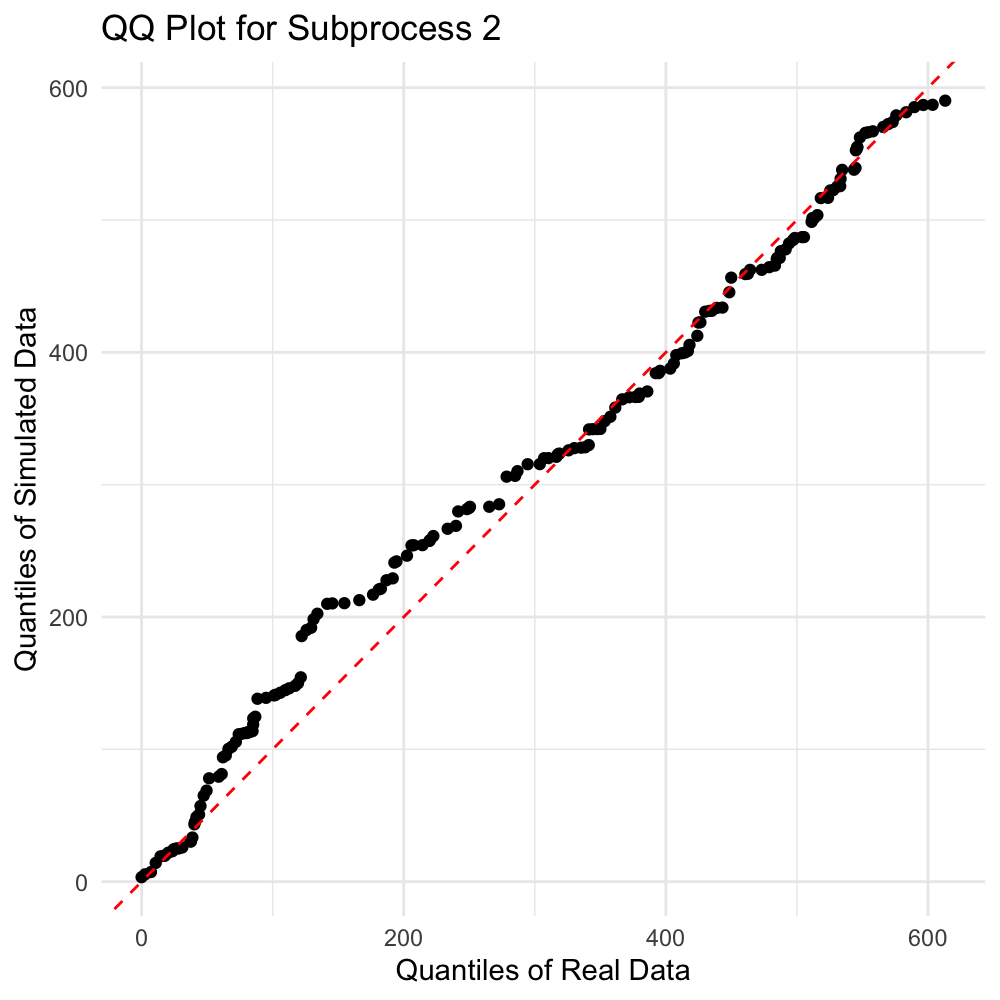 QQ Plot for Subprocess 2
Quantiles of Simulated Data
600
400
200
0
0 200 400 600
Quantiles of Real Data